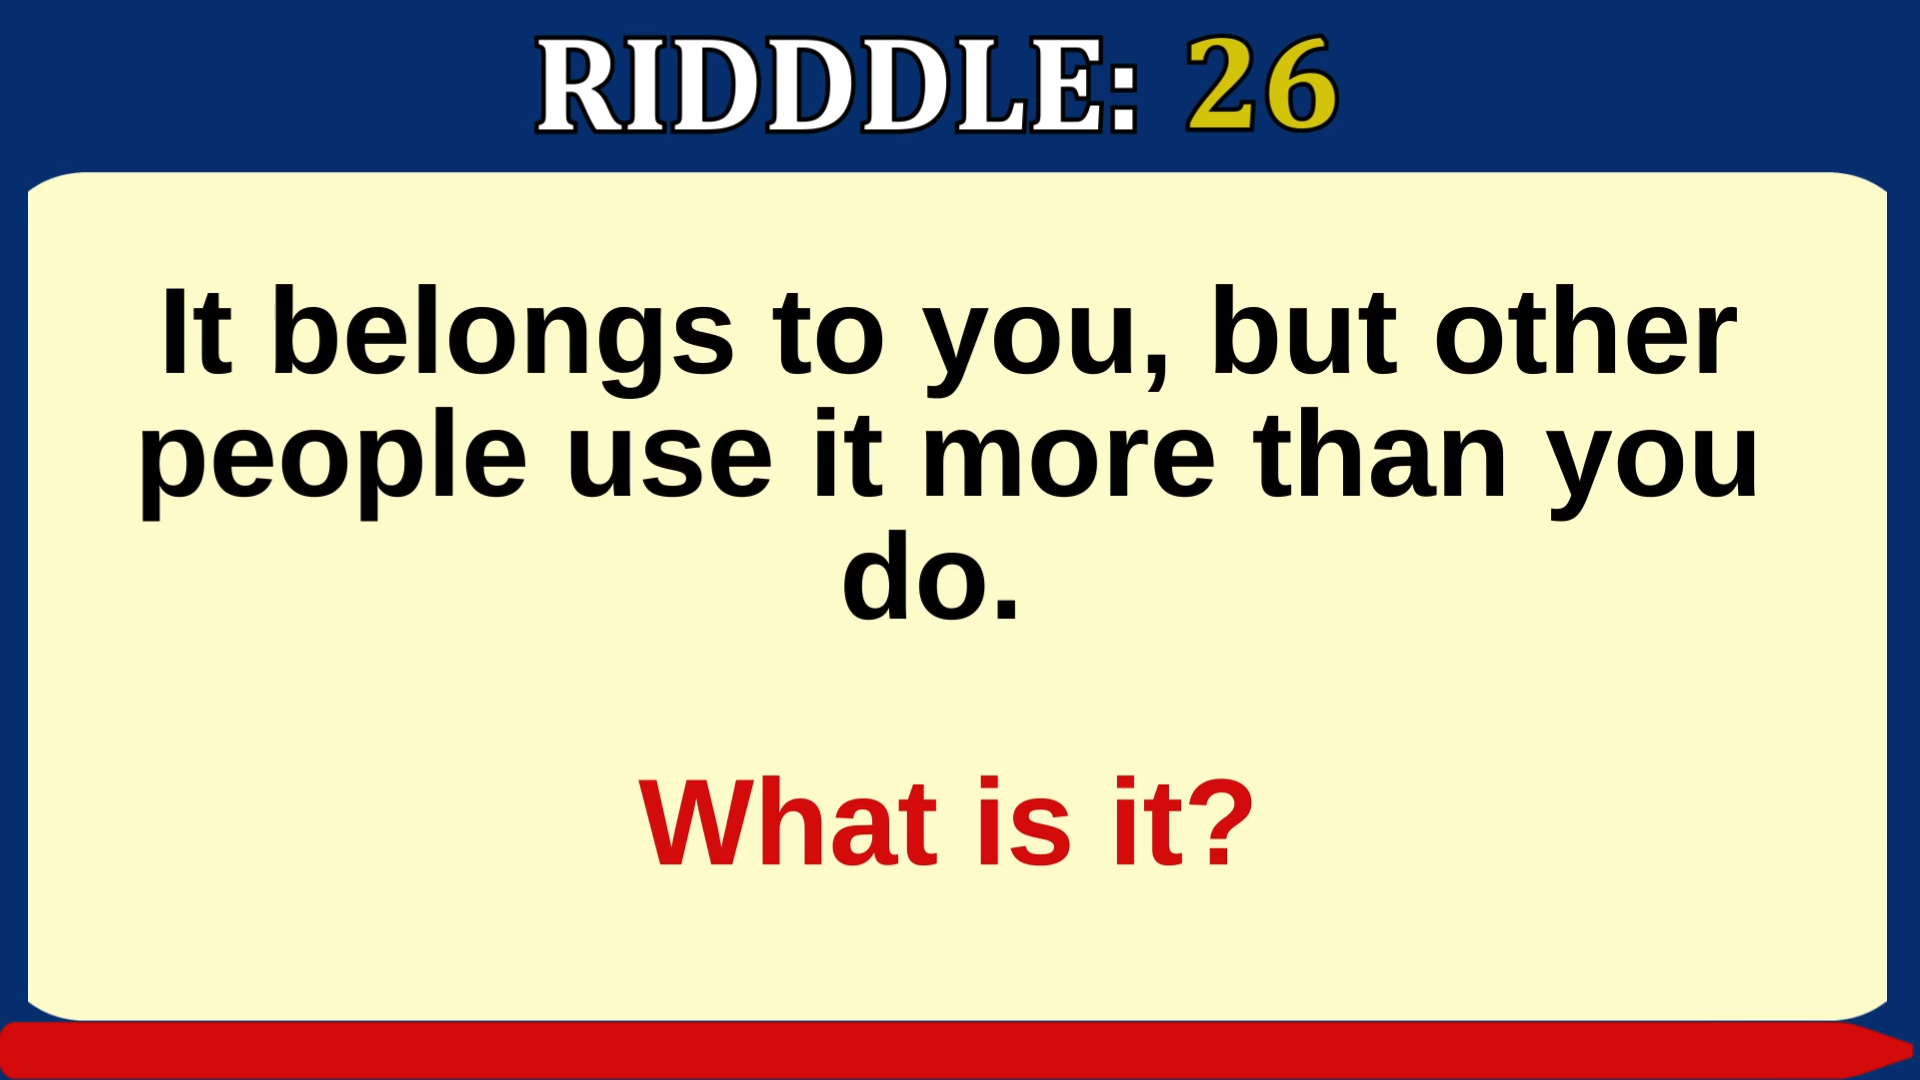 RIDDDLE: 26
It belongs to you, but other
people use it more than you
do.
What is it?